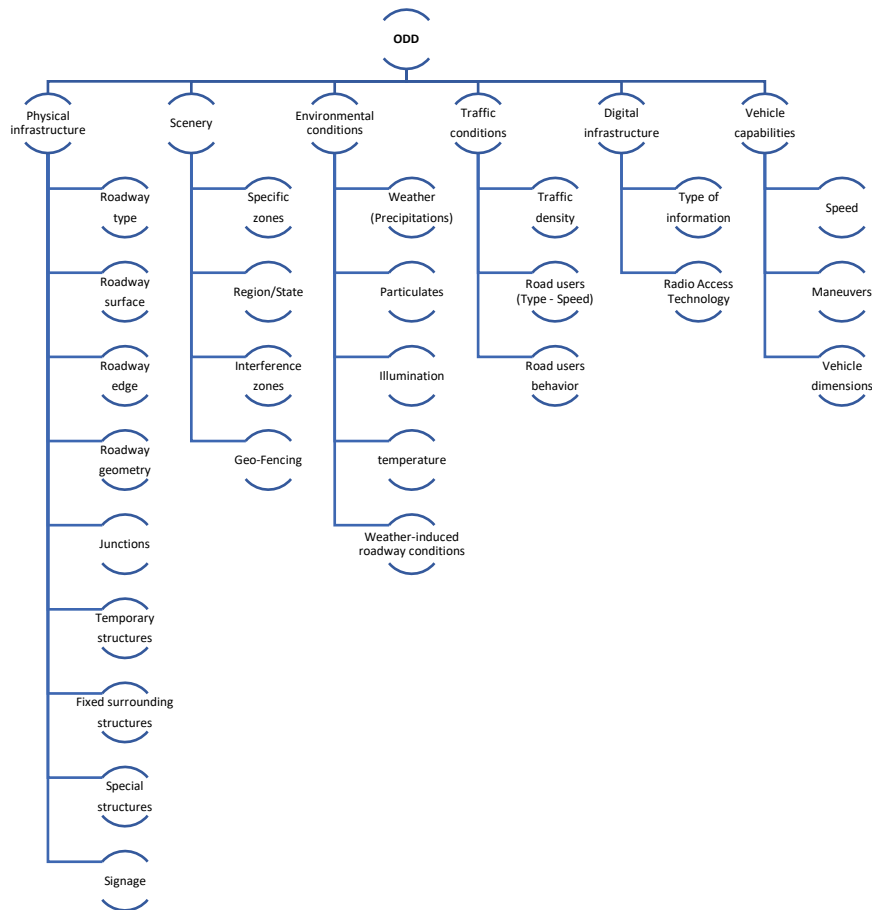 ODD
Physical
infrastructure
Scenery
Environmental
conditions
Traffic
conditions
Digital
infrastructure
Vehicle
capabilities
Roadway
type
Roadway
surface
Roadway
edge
Roadway
geometry
Junctions
Temporary
structures
Fixed surrounding
structures
Special
structures
Signage
Specific
zones
Region/State
Interference
zones
Geo-Fencing
Weather
(Precipitations)
Particulates
Illumination
temperature
Weather-induced
roadway conditions
Traffic
density
Road users
(Type - Speed)
Road users
behavior
Type of
information
Radio Access
Technology
Speed
Maneuvers
Vehicle
dimensions